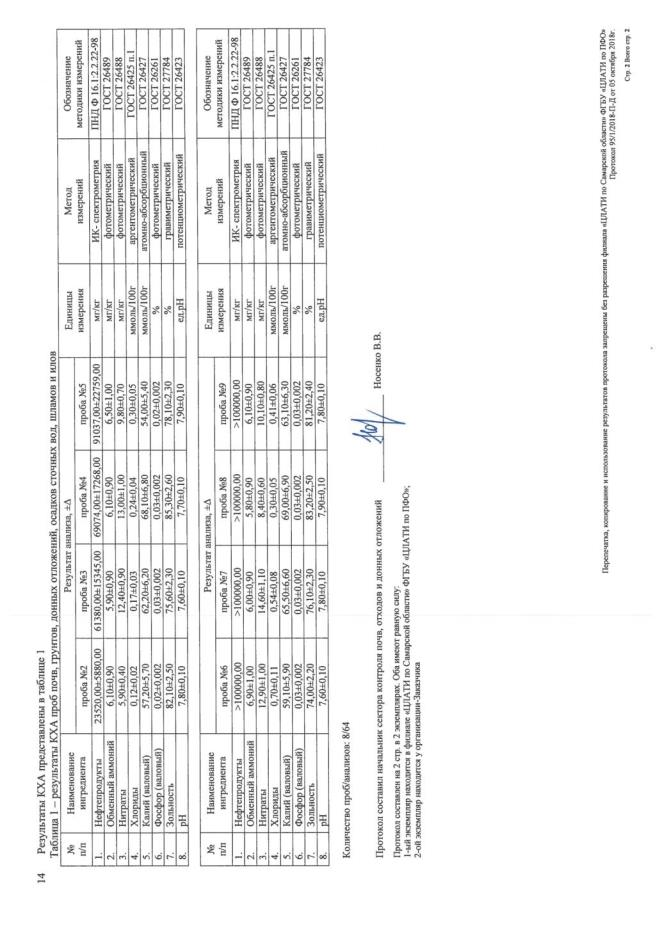 14
Результаты КХА представлены в таблице 1
Таблица 1 – результаты КХА проб почв, грунтов, донных отложений, осадков сточных вод, шламов и илов
№ п/п | Наименование ингредиента | Результат анализа, ±Δ | Единицы измерения | Метод измерений | Обозначение методики измерений
проба №2 | проба №3 | проба №4 | проба №5
1. | Нефтепродукты | 23520,00±5880,00 | 61380,00±15345,00 | 69074,00±17268,00 | 91037,00±22759,00 | мг/кг | ИК- спектрометрия | ПНД Ф 16.1:2.2.22-98
2. | Обменный аммоний | 6,10±0,90 | 5,90±0,90 | 6,10±0,90 | 6,50±1,00 | мг/кг | фотометрический | ГОСТ 26489
3. | Нитраты | 5,90±0,40 | 12,40±0,90 | 13,00±1,00 | 9,80±0,70 | мг/кг | фотометрический | ГОСТ 26488
4. | Хлориды | 0,12±0,02 | 0,17±0,03 | 0,24±0,04 | 0,30±0,05 | ммоль/100г | аргентометрический | ГОСТ 26425 п.1
5. | Калий (валовый) | 57,20±5,70 | 62,20±6,20 | 68,10±6,80 | 54,00±5,40 | ммоль/100г | атомно-абсорбционный | ГОСТ 26427
6. | Фосфор (валовый) | 0,02±0,002 | 0,03±0,002 | 0,03±0,002 | 0,02±0,002 | % | фотометрический | ГОСТ 26261
7. | Зольность | 82,10±2,50 | 75,60±2,30 | 85,30±2,60 | 78,10±2,30 | % | гравиметрический | ГОСТ 27784
8. | рН | 7,80±0,10 | 7,60±0,10 | 7,70±0,10 | 7,90±0,10 | ед.рН | потенциометрический | ГОСТ 26423
№ п/п | Наименование ингредиента | Результат анализа, ±Δ | Единицы измерения | Метод измерений | Обозначение методики измерений
проба №6 | проба №7 | проба №8 | проба №9
1. | Нефтепродукты | >100000,00 | >100000,00 | >100000,00 | >100000,00 | мг/кг | ИК- спектрометрия | ПНД Ф 16.1:2.2.22-98
2. | Обменный аммоний | 6,90±1,00 | 6,00±0,90 | 5,80±0,90 | 6,10±0,90 | мг/кг | фотометрический | ГОСТ 26489
3. | Нитраты | 12,90±1,00 | 14,60±1,10 | 8,40±0,60 | 10,10±0,80 | мг/кг | фотометрический | ГОСТ 26488
4. | Хлориды | 0,70±0,11 | 0,54±0,08 | 0,30±0,05 | 0,41±0,06 | ммоль/100г | аргентометрический | ГОСТ 26425 п.1
5. | Калий (валовый) | 59,10±5,90 | 65,50±6,60 | 69,00±6,90 | 63,10±6,30 | ммоль/100г | атомно-абсорбционный | ГОСТ 26427
6. | Фосфор (валовый) | 0,03±0,002 | 0,03±0,002 | 0,03±0,002 | 0,03±0,002 | % | фотометрический | ГОСТ 26261
7. | Зольность | 74,00±2,20 | 76,10±2,30 | 83,20±2,50 | 81,20±2,40 | % | гравиметрический | ГОСТ 27784
8. | рН | 7,60±0,10 | 7,80±0,10 | 7,90±0,10 | 7,80±0,10 | ед.рН | потенциометрический | ГОСТ 26423
Количество проб/анализов: 8/64
Протокол составил начальник сектора контроля почв, отходов и донных отложений Носенко В.В.
Протокол составлен на 2 стр. в 2 экземплярах. Оба имеют равную силу:
1-ый экземпляр находится в филиале «ЦЛАТИ по Самарской области» ФГБУ «ЦЛАТИ по ПФО»;
2-ой экземпляр находится у организации-Заказчика
Перепечатка, копирование и использование результатов протокола запрещены без разрешения филиала «ЦЛАТИ по Самарской области» ФГБУ «ЦЛАТИ по ПФО»
Протокол 95/1/2018-П-Д от 05 октября 2018г.
Стр. 2 Всего стр. 2